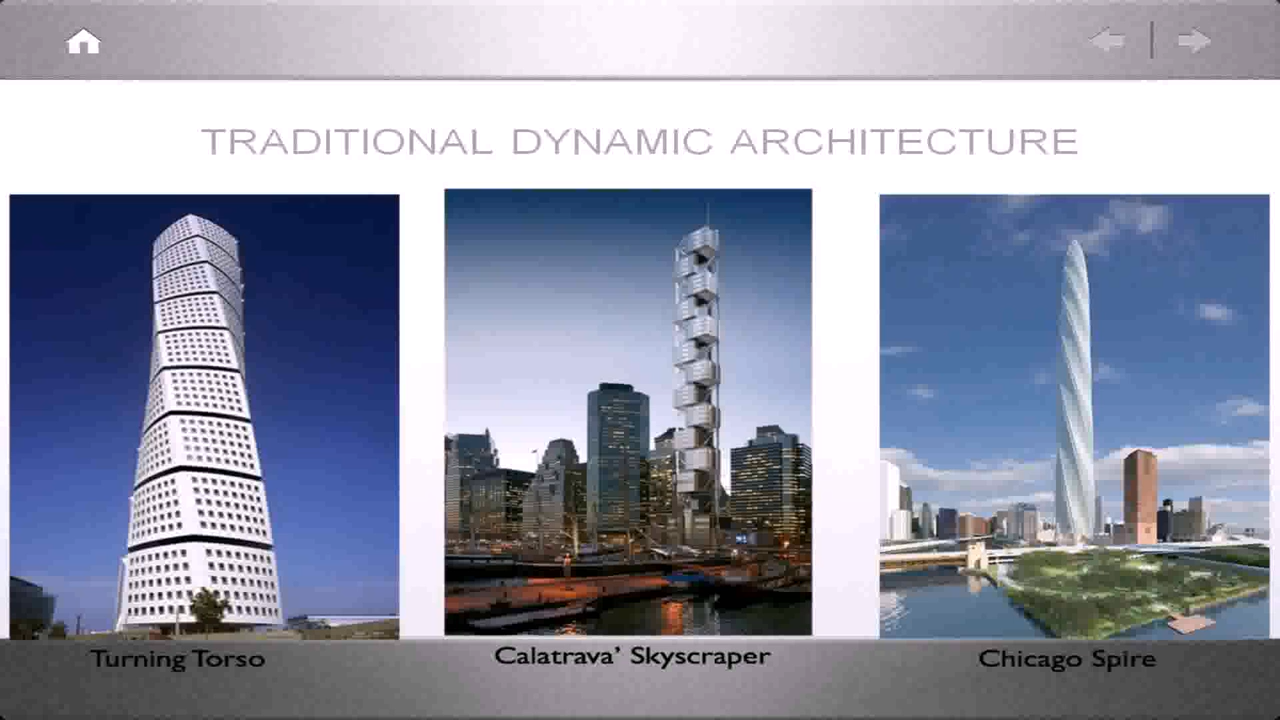 TRADITIONAL DYNAMIC ARCHITECTURE
Turning Torso
Calatrava’ Skyscraper
Chicago Spire